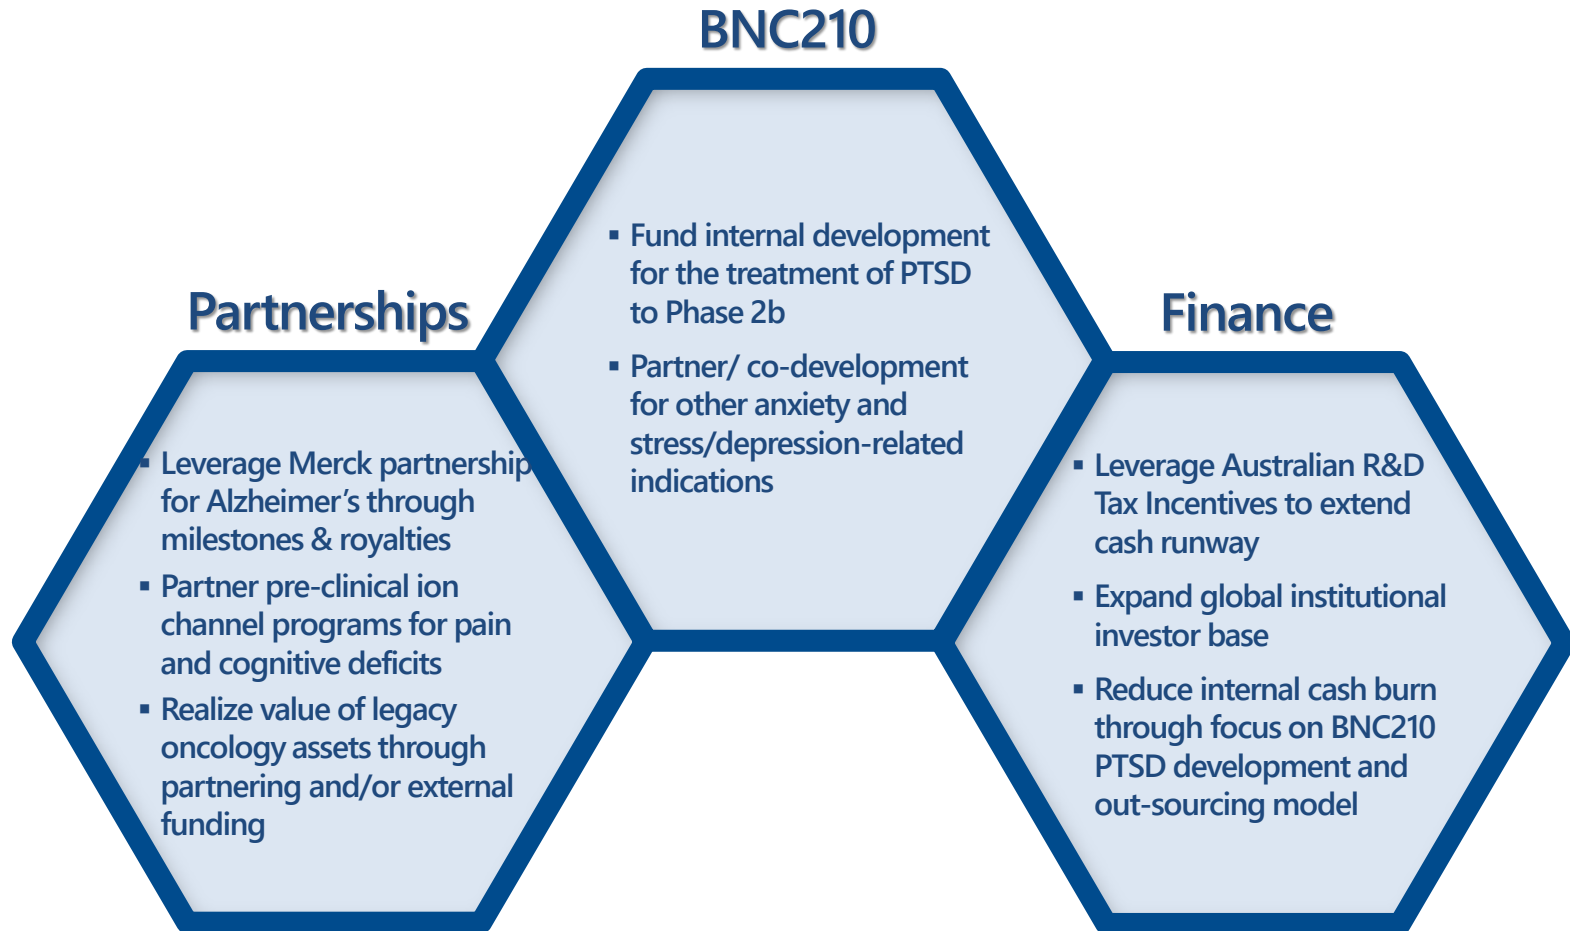 BNC210
▪ Fund internal development
for the treatment of PTSD
to Phase 2b
▪ Partner/ co-development
for other anxiety and
stress/depression-related
indications
Partnerships
▪ Leverage Merck partnership
for Alzheimer’s through
milestones & royalties
▪ Partner pre-clinical ion
channel programs for pain
and cognitive deficits
▪ Realize value of legacy
oncology assets through
partnering and/or external
funding
Finance
▪ Leverage Australian R&D
Tax Incentives to extend
cash runway
▪ Expand global institutional
investor base
▪ Reduce internal cash burn
through focus on BNC210
PTSD development and
out-sourcing model